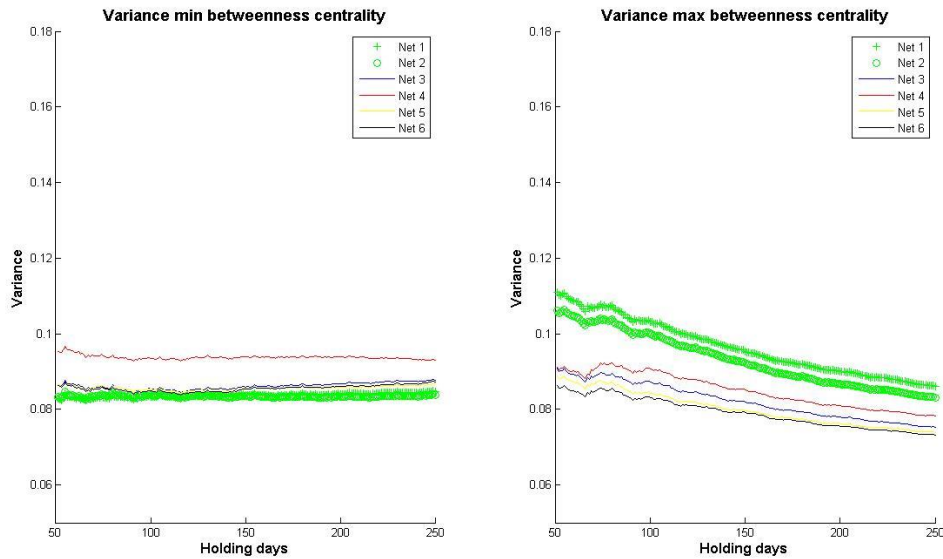 Variance min betweenness centrality
0.18
0.16
0.14
0.12
0.1
0.08
0.06
Variance
50
100
150
200
250
Holding days
Net 1
Net 2
Net 3
Net 4
Net 5
Net 6
Variance max betweenness centrality
0.18
0.16
0.14
0.12
0.1
0.08
0.06
Variance
50
100
150
200
250
Holding days
Net 1
Net 2
Net 3
Net 4
Net 5
Net 6